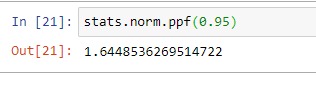 In [21]: stats.norm.ppf(0.95)
Out[21]: 1.6448536269514722